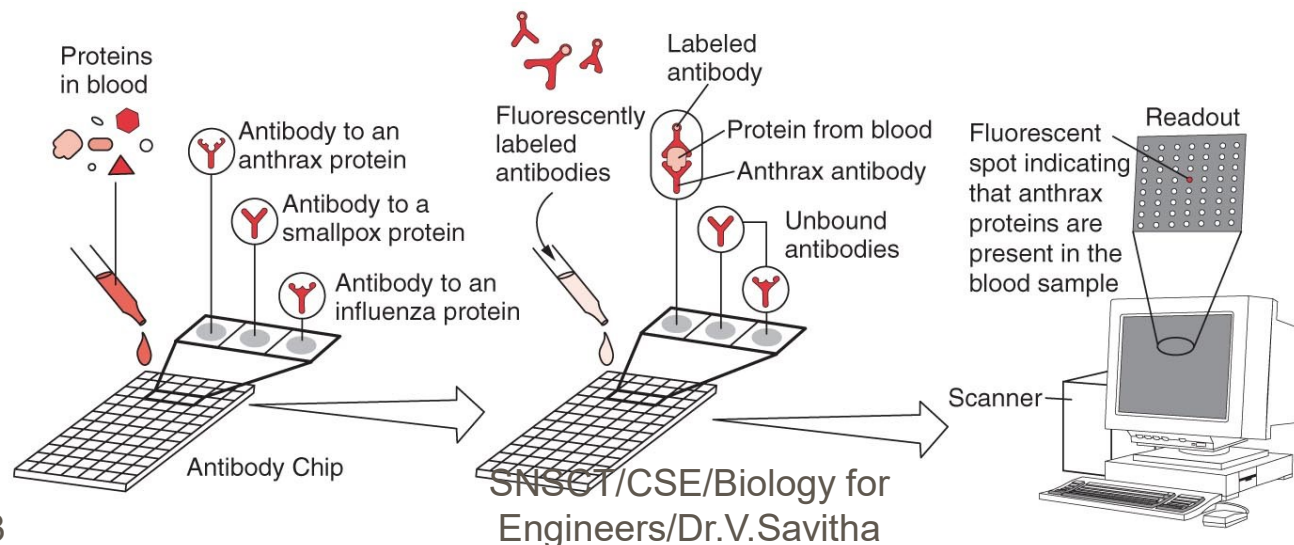 Proteins
in blood
Antibody to an
anthrax protein
Antibody to a
smallpox protein
Antibody to an
influenza protein
Antibody Chip
Fluorescently
labeled
antibodies
Labeled
antibody
Protein from blood
Anthrax antibody
Unbound
antibodies
Readout
Fluorescent
spot indicating
that anthrax
proteins are
present in the
blood sample
Scanner
SNSCT/CSE/Biology for
Engineers/Dr.V.Savitha